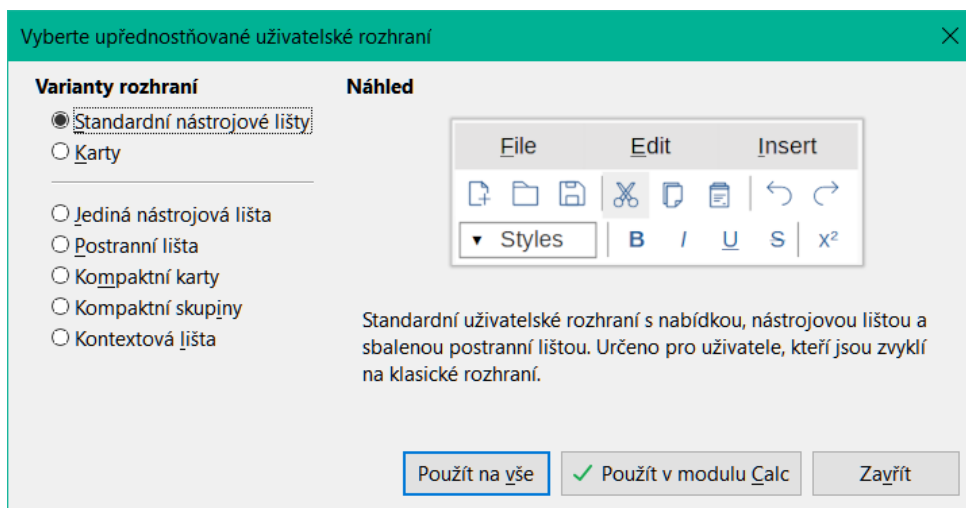 Vyberte upřednostňované uživatelské rozhraní
Varianty rozhraní
Standardní nástrojové lišty
Karty
Jediná nástrojová lišta
Postranní lišta
Kompaktní karty
Kompaktní skupiny
Kontextová lišta
Náhled
File Edit Insert
Styles B I U S x²
Standardní uživatelské rozhraní s nabídkou, nástrojovou lištou a
sbalenou postranní lištou. Určeno pro uživatele, kteří jsou zvyklí
na klasické rozhraní.
Použít na vše Použít v modulu Calc Zavřít